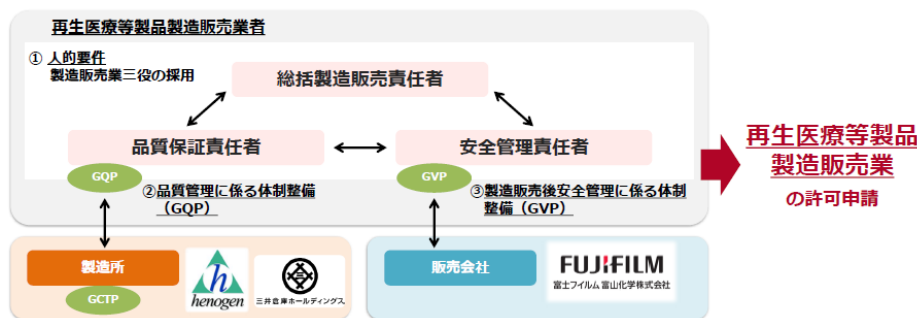 再生医療等製品製造販売業者
① 人的要件
製造販売業三役の採用
総括製造販売責任者
品質保証責任者
安全管理責任者
GQP
②品質管理に係る体制整備
（GQP）
GVP
③製造販売後安全管理に係る体制
整備（GVP）
再生医療等製品
製造販売業
の許可申請
製造所
GCTP
h
henogen
三井倉庫ホールディングス
販売会社
FUJIFILM
富士フイルム 富山化学株式会社